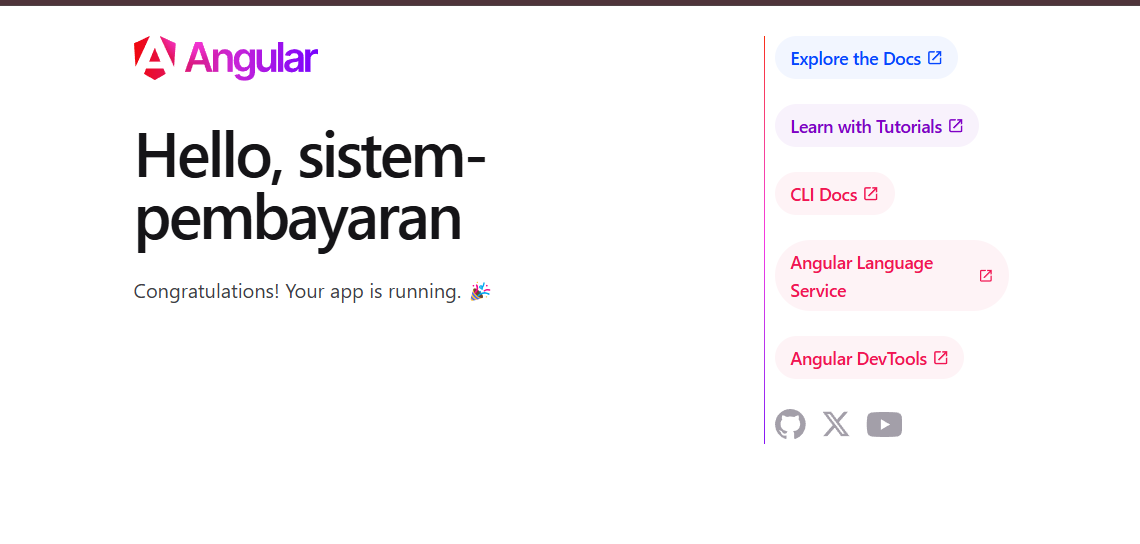 Angular
Hello, sistem-
pembayaran
Congratulations! Your app is running. 🎉
Explore the Docs
Learn with Tutorials
CLI Docs
Angular Language
Service
Angular DevTools